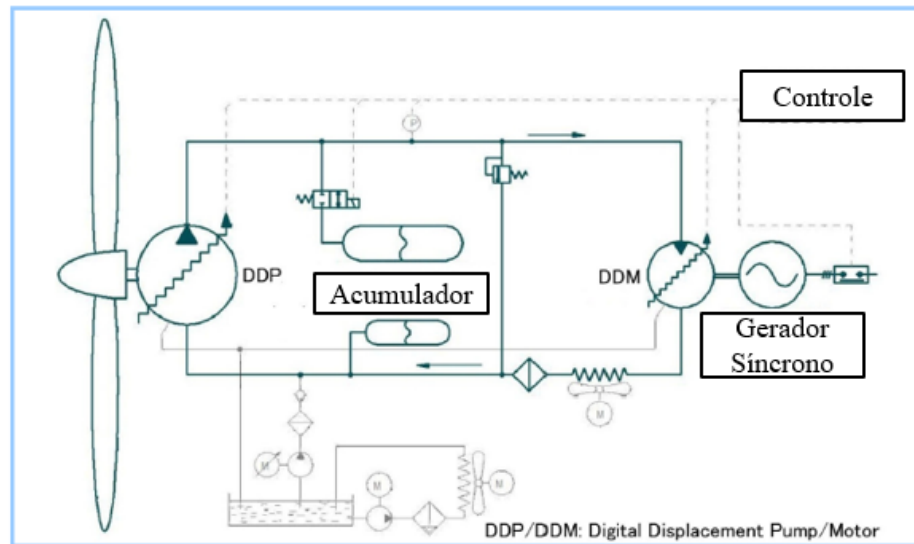 Controle
P
DDP
DDM
Acumulador
Gerador
Síncrono
M
M
M
M
DDP/DDM: Digital Displacement Pump/Motor